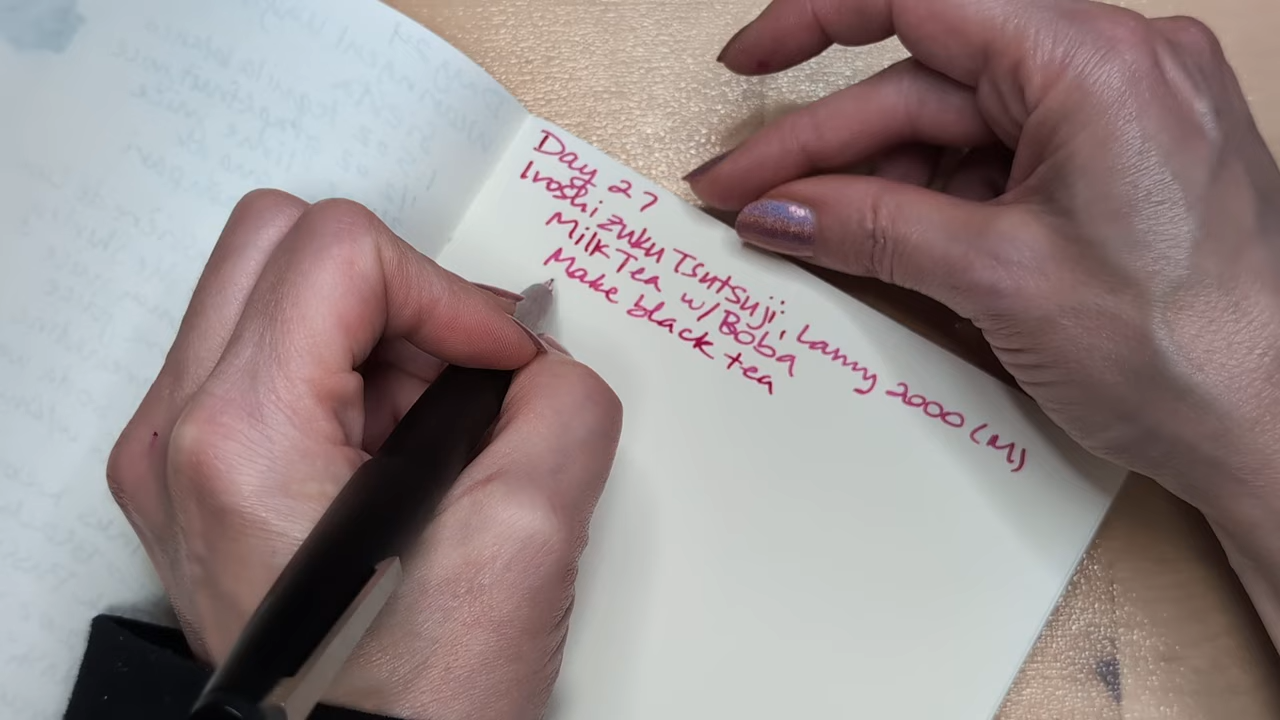 Day 27
Iroshizuku Tsutsuji, Lamy 2000 (M)
Milk Tea w/ Boba
Make black tea